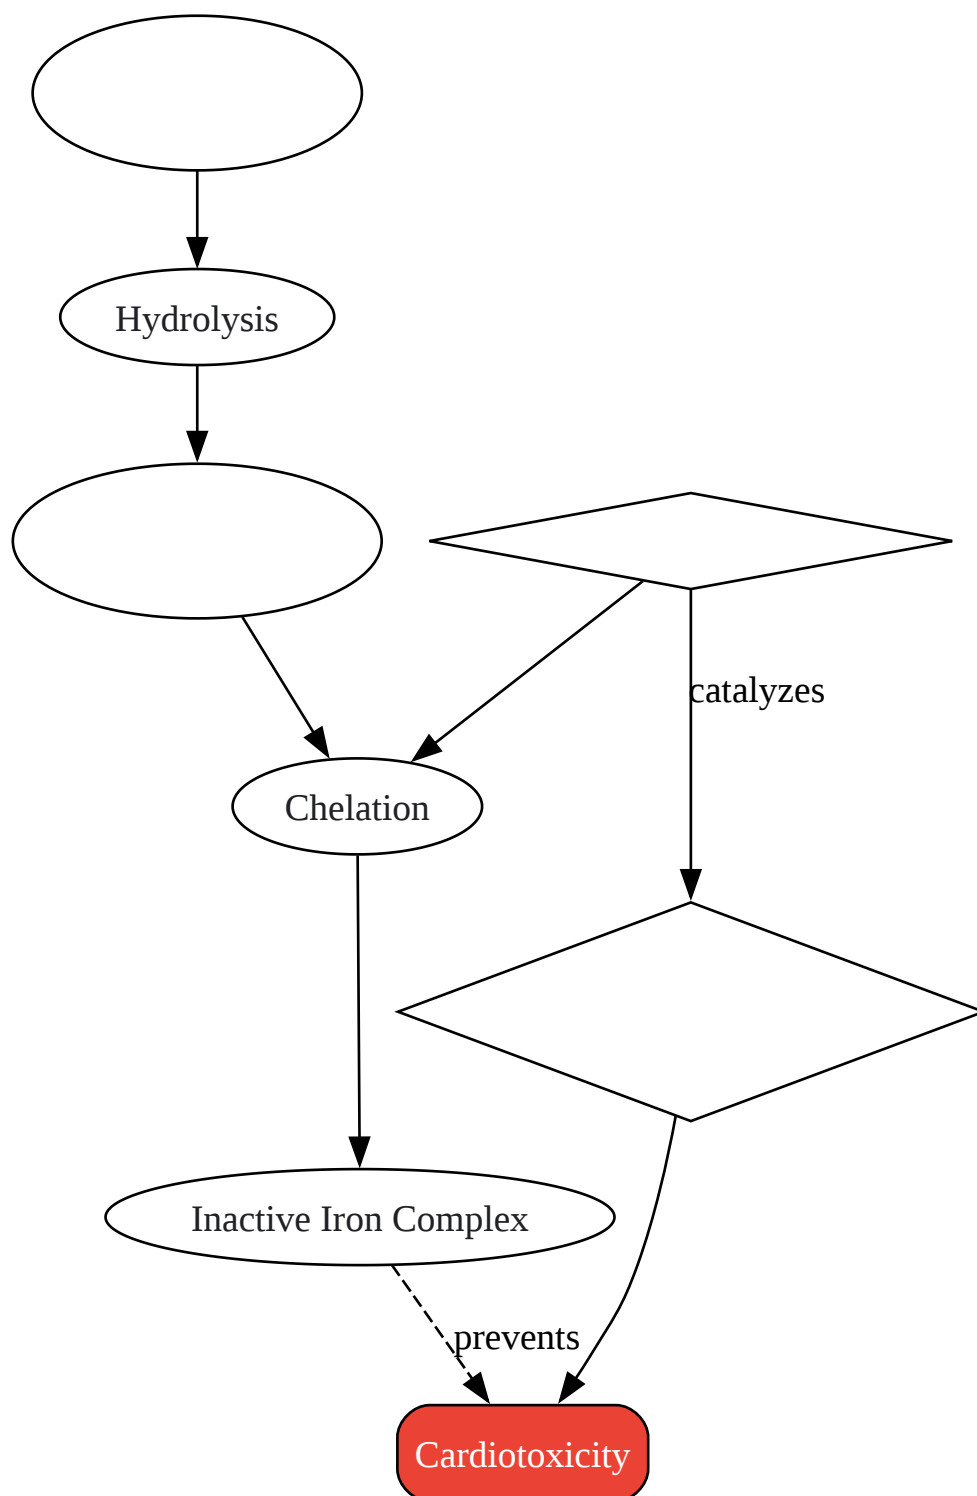 Hydrolysis
catalyzes
Chelation
Inactive Iron Complex
prevents
Cardiotoxicity